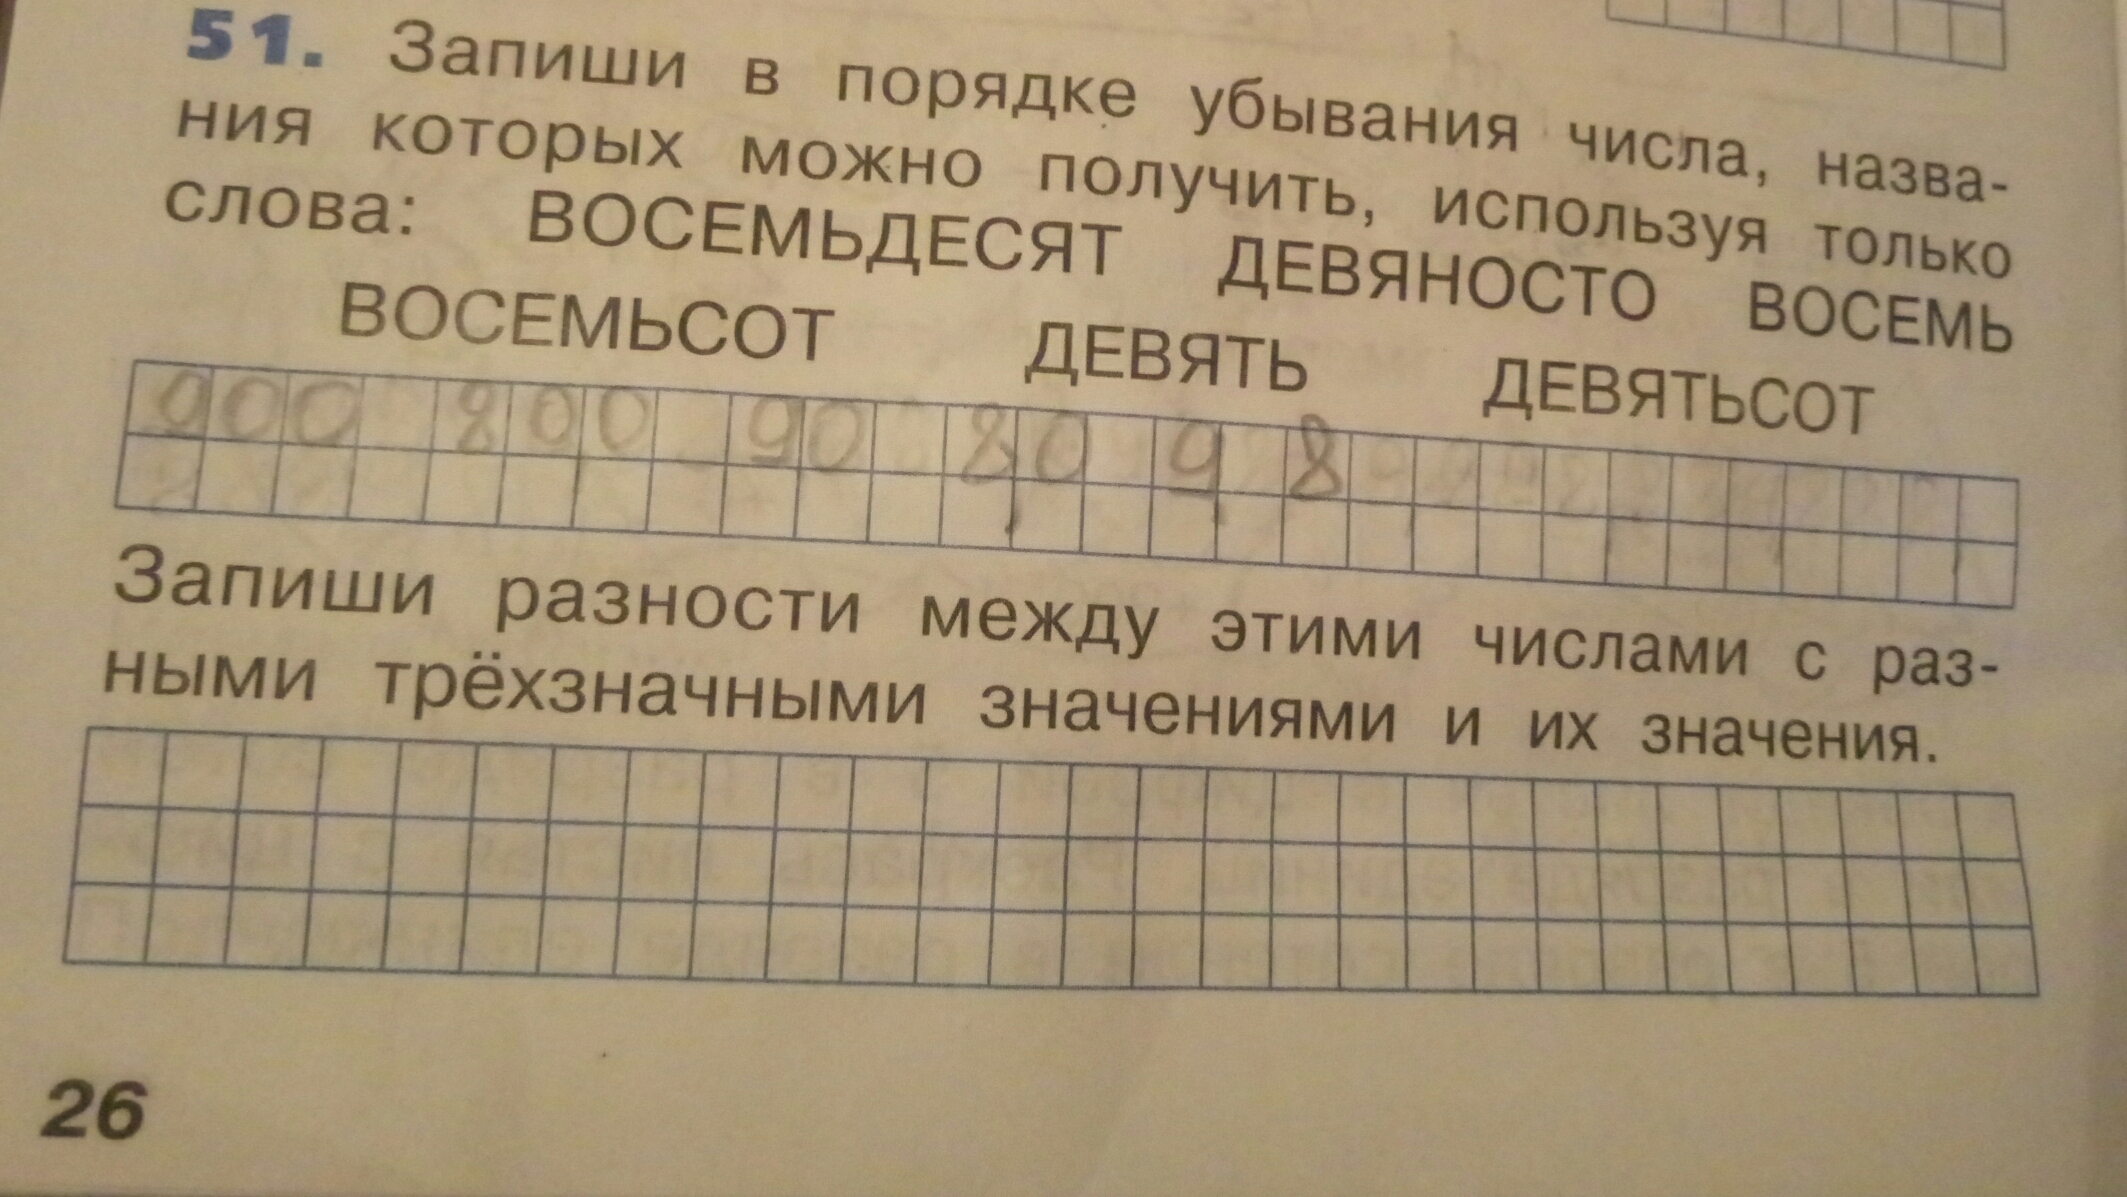 51. Запиши в порядке убывания числа, назва-
ния которых можно получить, используя только
слова: ВОСЕМЬДЕСЯТ ДЕВЯНОСТО ВОСЕМЬ
ВОСЕМЬСОТ ДЕВЯТЬ ДЕВЯТЬСОТ
900 800 90 80 9 8
Запиши разности между этими числами с раз-
ными трёхзначными значениями и их значения.
26